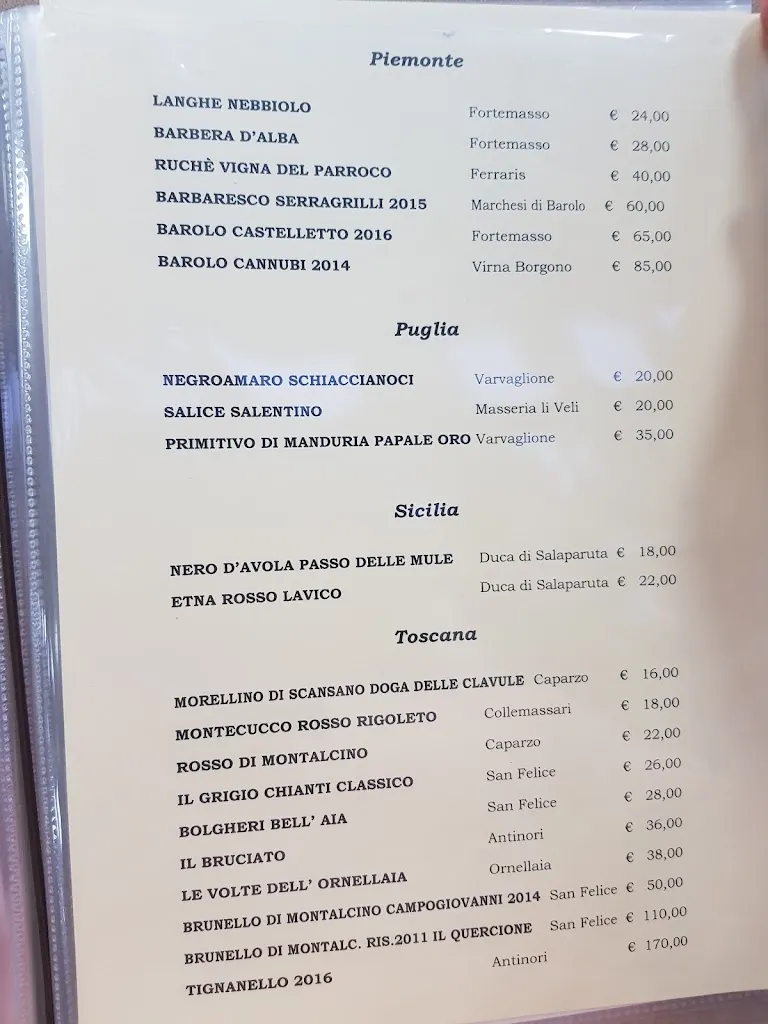 Piemonte
LANGHE NEBBIOLO Fortemasso € 24,00
BARBERA D'ALBA Fortemasso € 28,00
RUCHÈ VIGNA DEL PARROCO Ferraris € 40,00
BARBARESCO SERRAGRILLI 2015 Marchesi di Barolo € 60,00
BAROLO CASTELLETTO 2016 Fortemasso € 65,00
BAROLO CANNUBI 2014 Virna Borgono € 85,00
Puglia
NEGROAMARO SCHIACCIANOCI Varvaglione € 20,00
SALICE SALENTINO Masseria li Veli € 20,00
PRIMITIVO DI MANDURIA PAPALE ORO Varvaglione € 35,00
Sicilia
NERO D'AVOLA PASSO DELLE MULE Duca di Salaparuta € 18,00
ETNA ROSSO LAVICO Duca di Salaparuta € 22,00
Toscana
MORELLINO DI SCANSANO DOGA DELLE CLAVULE Caparzo € 16,00
MONTECUCCO ROSSO RIGOLETO Collemassari € 18,00
ROSSO DI MONTALCINO Caparzo € 22,00
IL GRIGIO CHIANTI CLASSICO San Felice € 26,00
BOLGHERI BELL' AIA San Felice € 28,00
IL BRUCIATO Antinori € 36,00
LE VOLTE DELL' ORNELLAIA Ornellaia € 38,00
BRUNELLO DI MONTALCINO CAMPOGIOVANNI 2014 San Felice € 50,00
BRUNELLO DI MONTALC. RIS.2011 IL QUERCIONE San Felice € 110,00
TIGNANELLO 2016 Antinori € 170,00